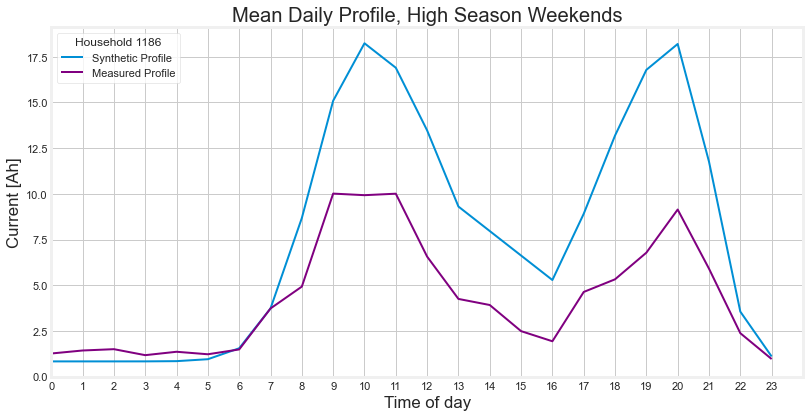 Mean Daily Profile, High Season Weekends
Household 1186
Synthetic Profile
Measured Profile
Current [Ah]
17.5
15.0
12.5
10.0
7.5
5.0
2.5
0.0
0 1 2 3 4 5 6 7 8 9 10 11 12 13 14 15 16 17 18 19 20 21 22 23
Time of day